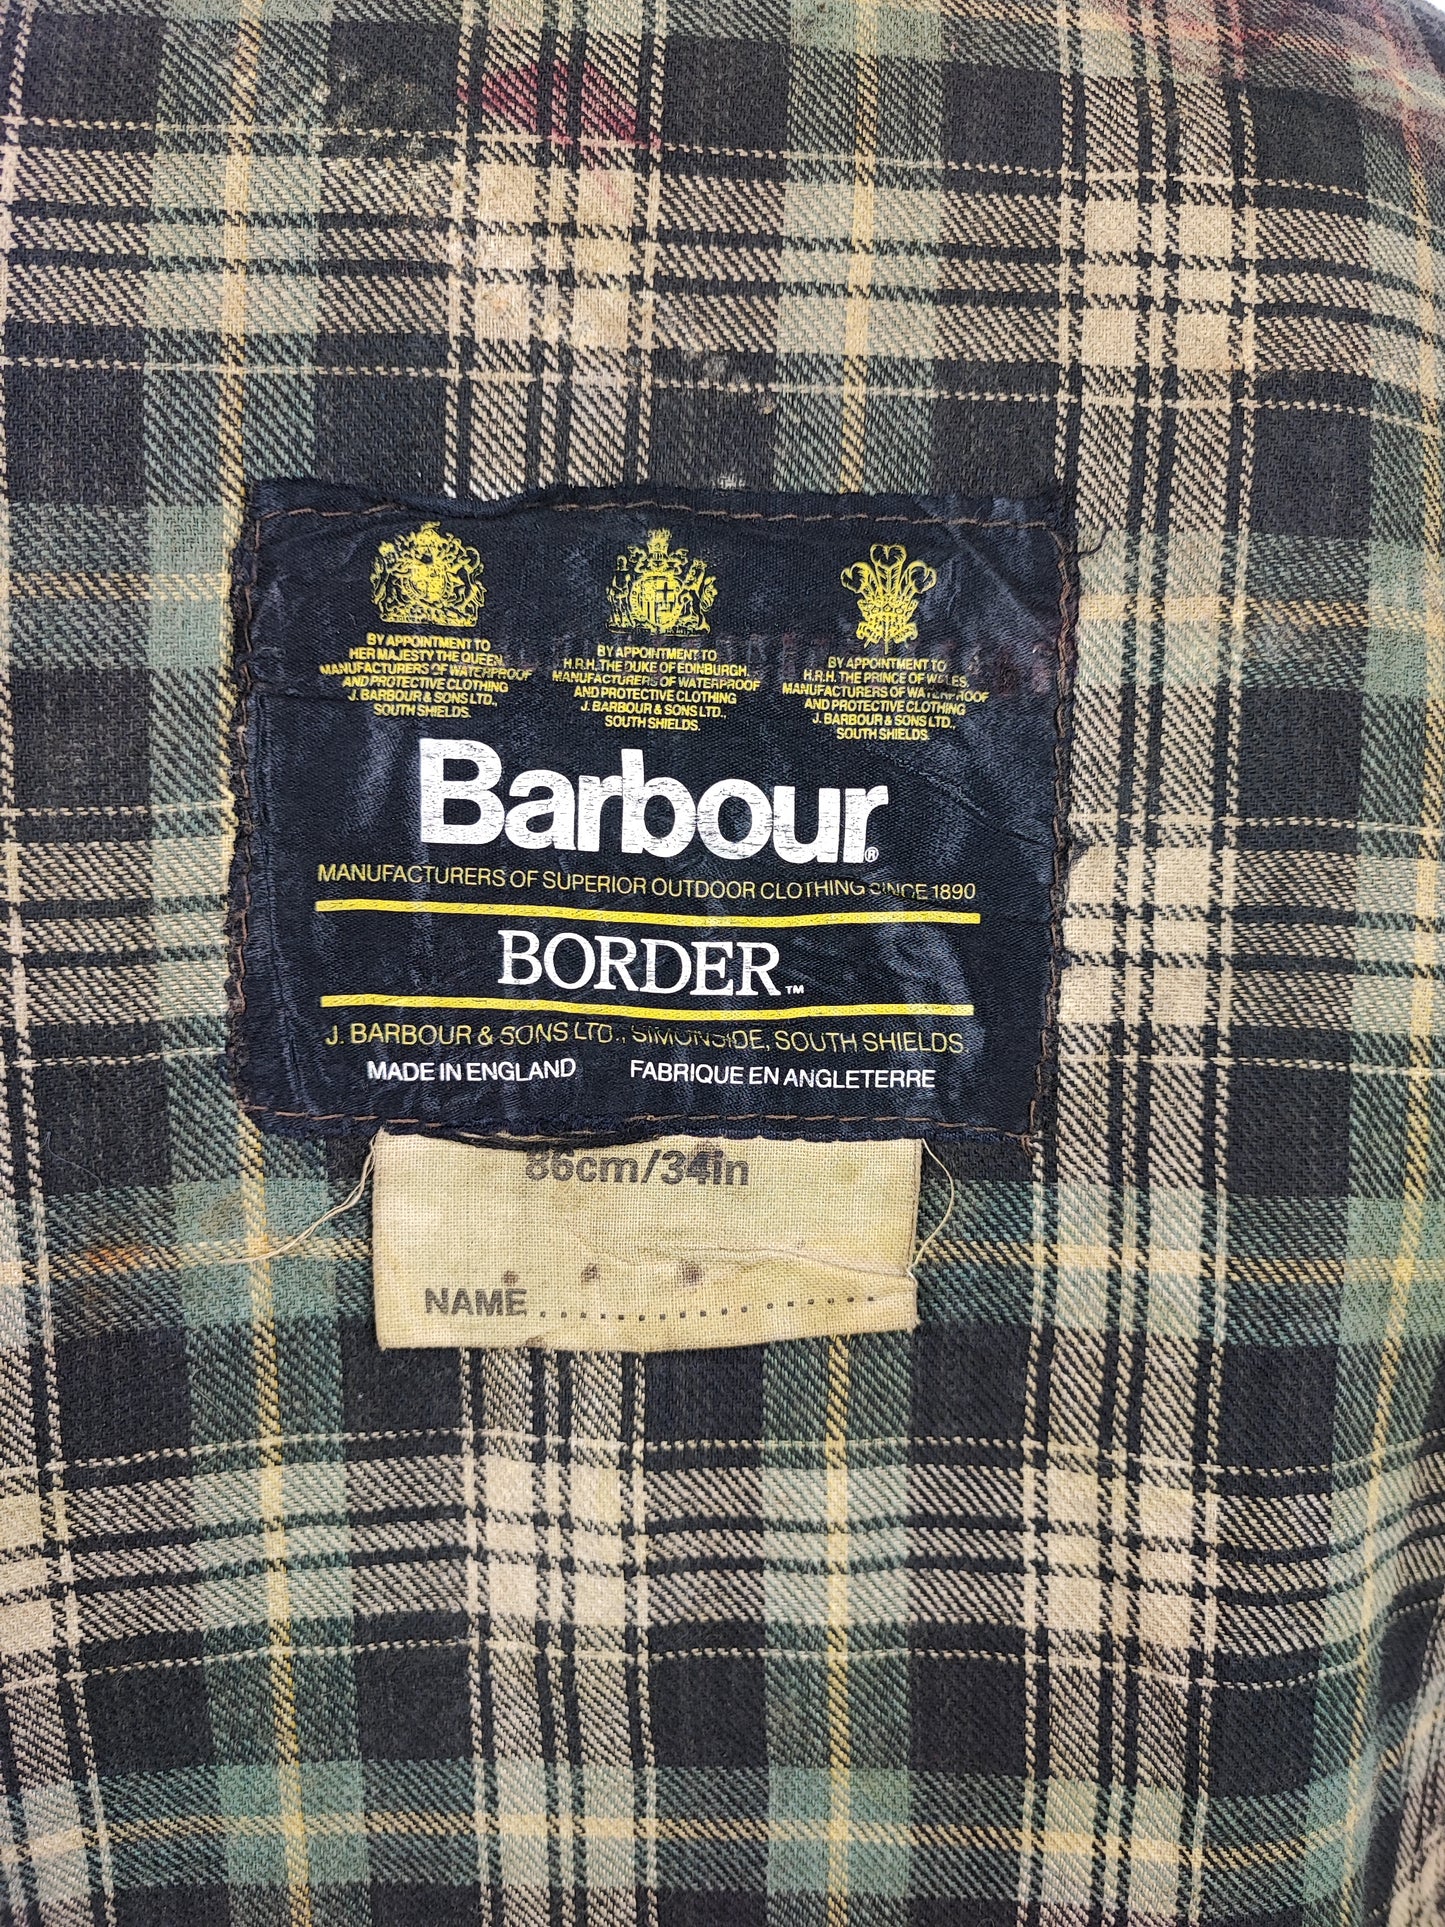 BY APPOINTMENT TO
HER MAJESTY THE QUEEN
MANUFACTURERS OF WATERPROOF
AND PROTECTIVE CLOTHING
J. BARBOUR & SONS LTD.,
SOUTH SHIELDS.
BY APPOINTMENT TO
H.R.H. THE DUKE OF EDINBURGH.
MANUFACTURERS OF WATERPROOF
AND PROTECTIVE CLOTHING
J. BARBOUR & SONS LTD.,
SOUTH SHIELDS.
BY APPOINTMENT TO
H.R.H. THE PRINCE OF WALES.
MANUFACTURERS OF WATERPROOF
AND PROTECTIVE CLOTHING
J. BARBOUR & SONS LTD.,
SOUTH SHIELDS.
Barbour®
MANUFACTURERS OF SUPERIOR OUTDOOR CLOTHING SINCE 1890
BORDER™
J. BARBOUR & SONS LTD., SIMONSIDE, SOUTH SHIELDS.
MADE IN ENGLAND FABRIQUE EN ANGLETERRE
86cm/34in
NAME..................